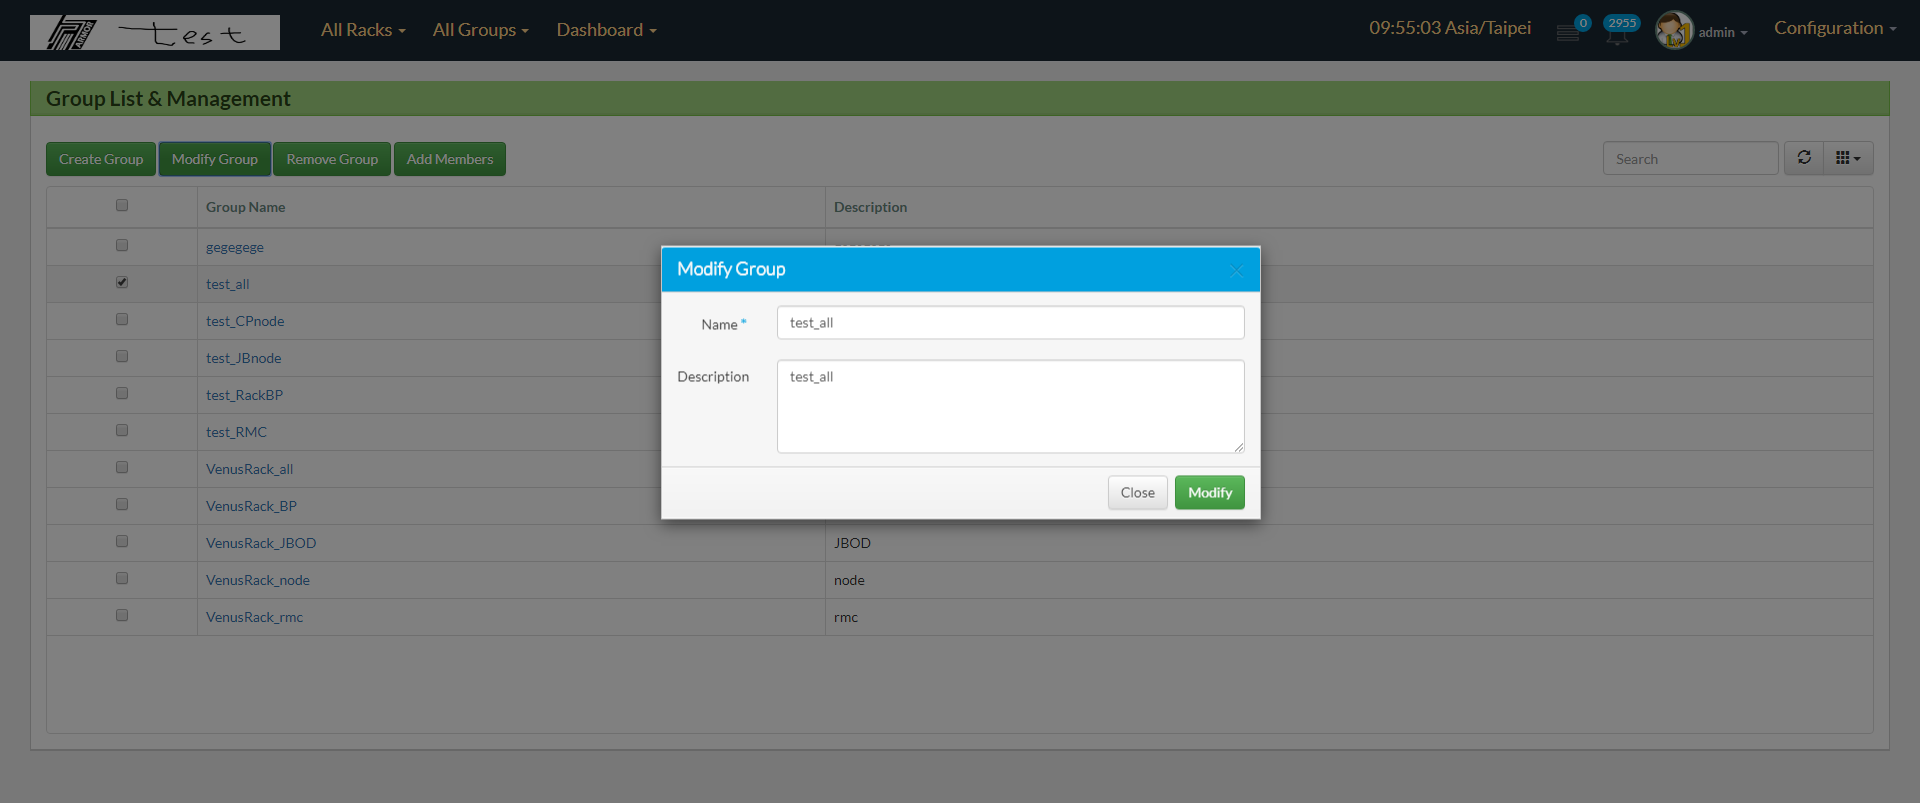 ARMOR test All Racks All Groups Dashboard 09:55:03 Asia/Taipei 0 2955 admin Configuration
Group List & Management
Create Group Modify Group Remove Group Add Members Search
Group Name Description
gegegege
test_all
test_CPnode
test_JBnode
test_RackBP
test_RMC
VenusRack_all
VenusRack_BP
VenusRack_JBOD JBOD
VenusRack_node node
VenusRack_rmc rmc
Modify Group ×
Name * test_all
Description test_all
Close Modify